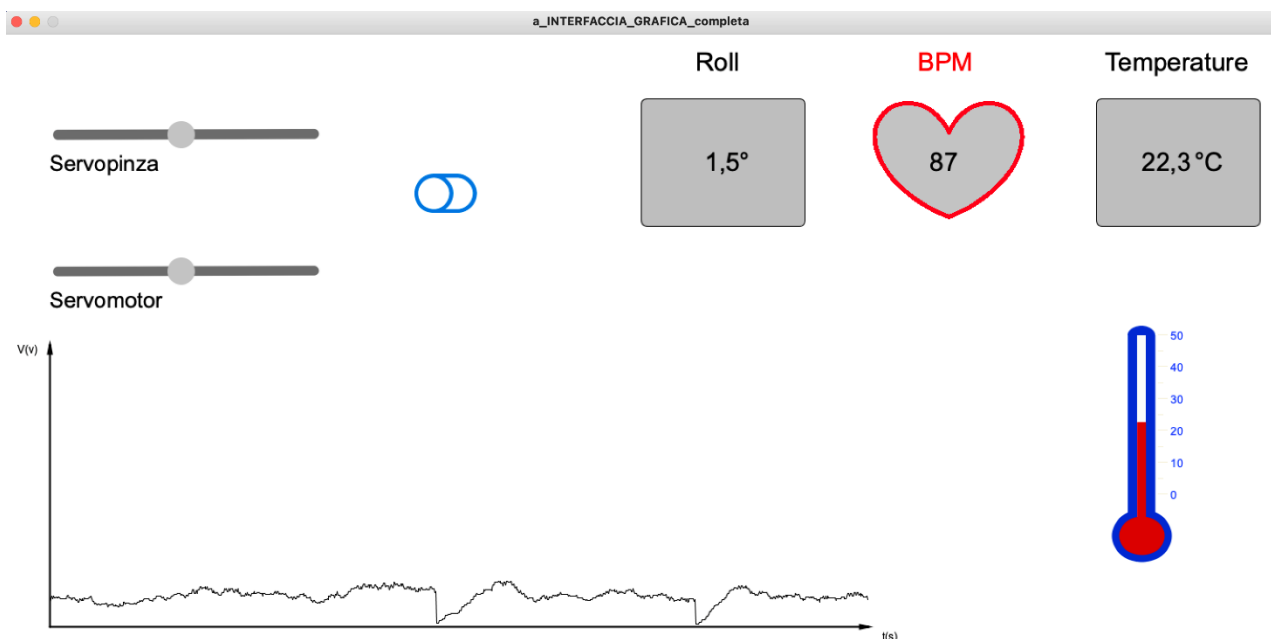 a_INTERFACCIA_GRAFICA_completa
Roll
BPM
Temperature
Servopinza
1,5°
87
22,3 °C
Servomotor
V(v)
50
40
30
20
10
0
t(s)